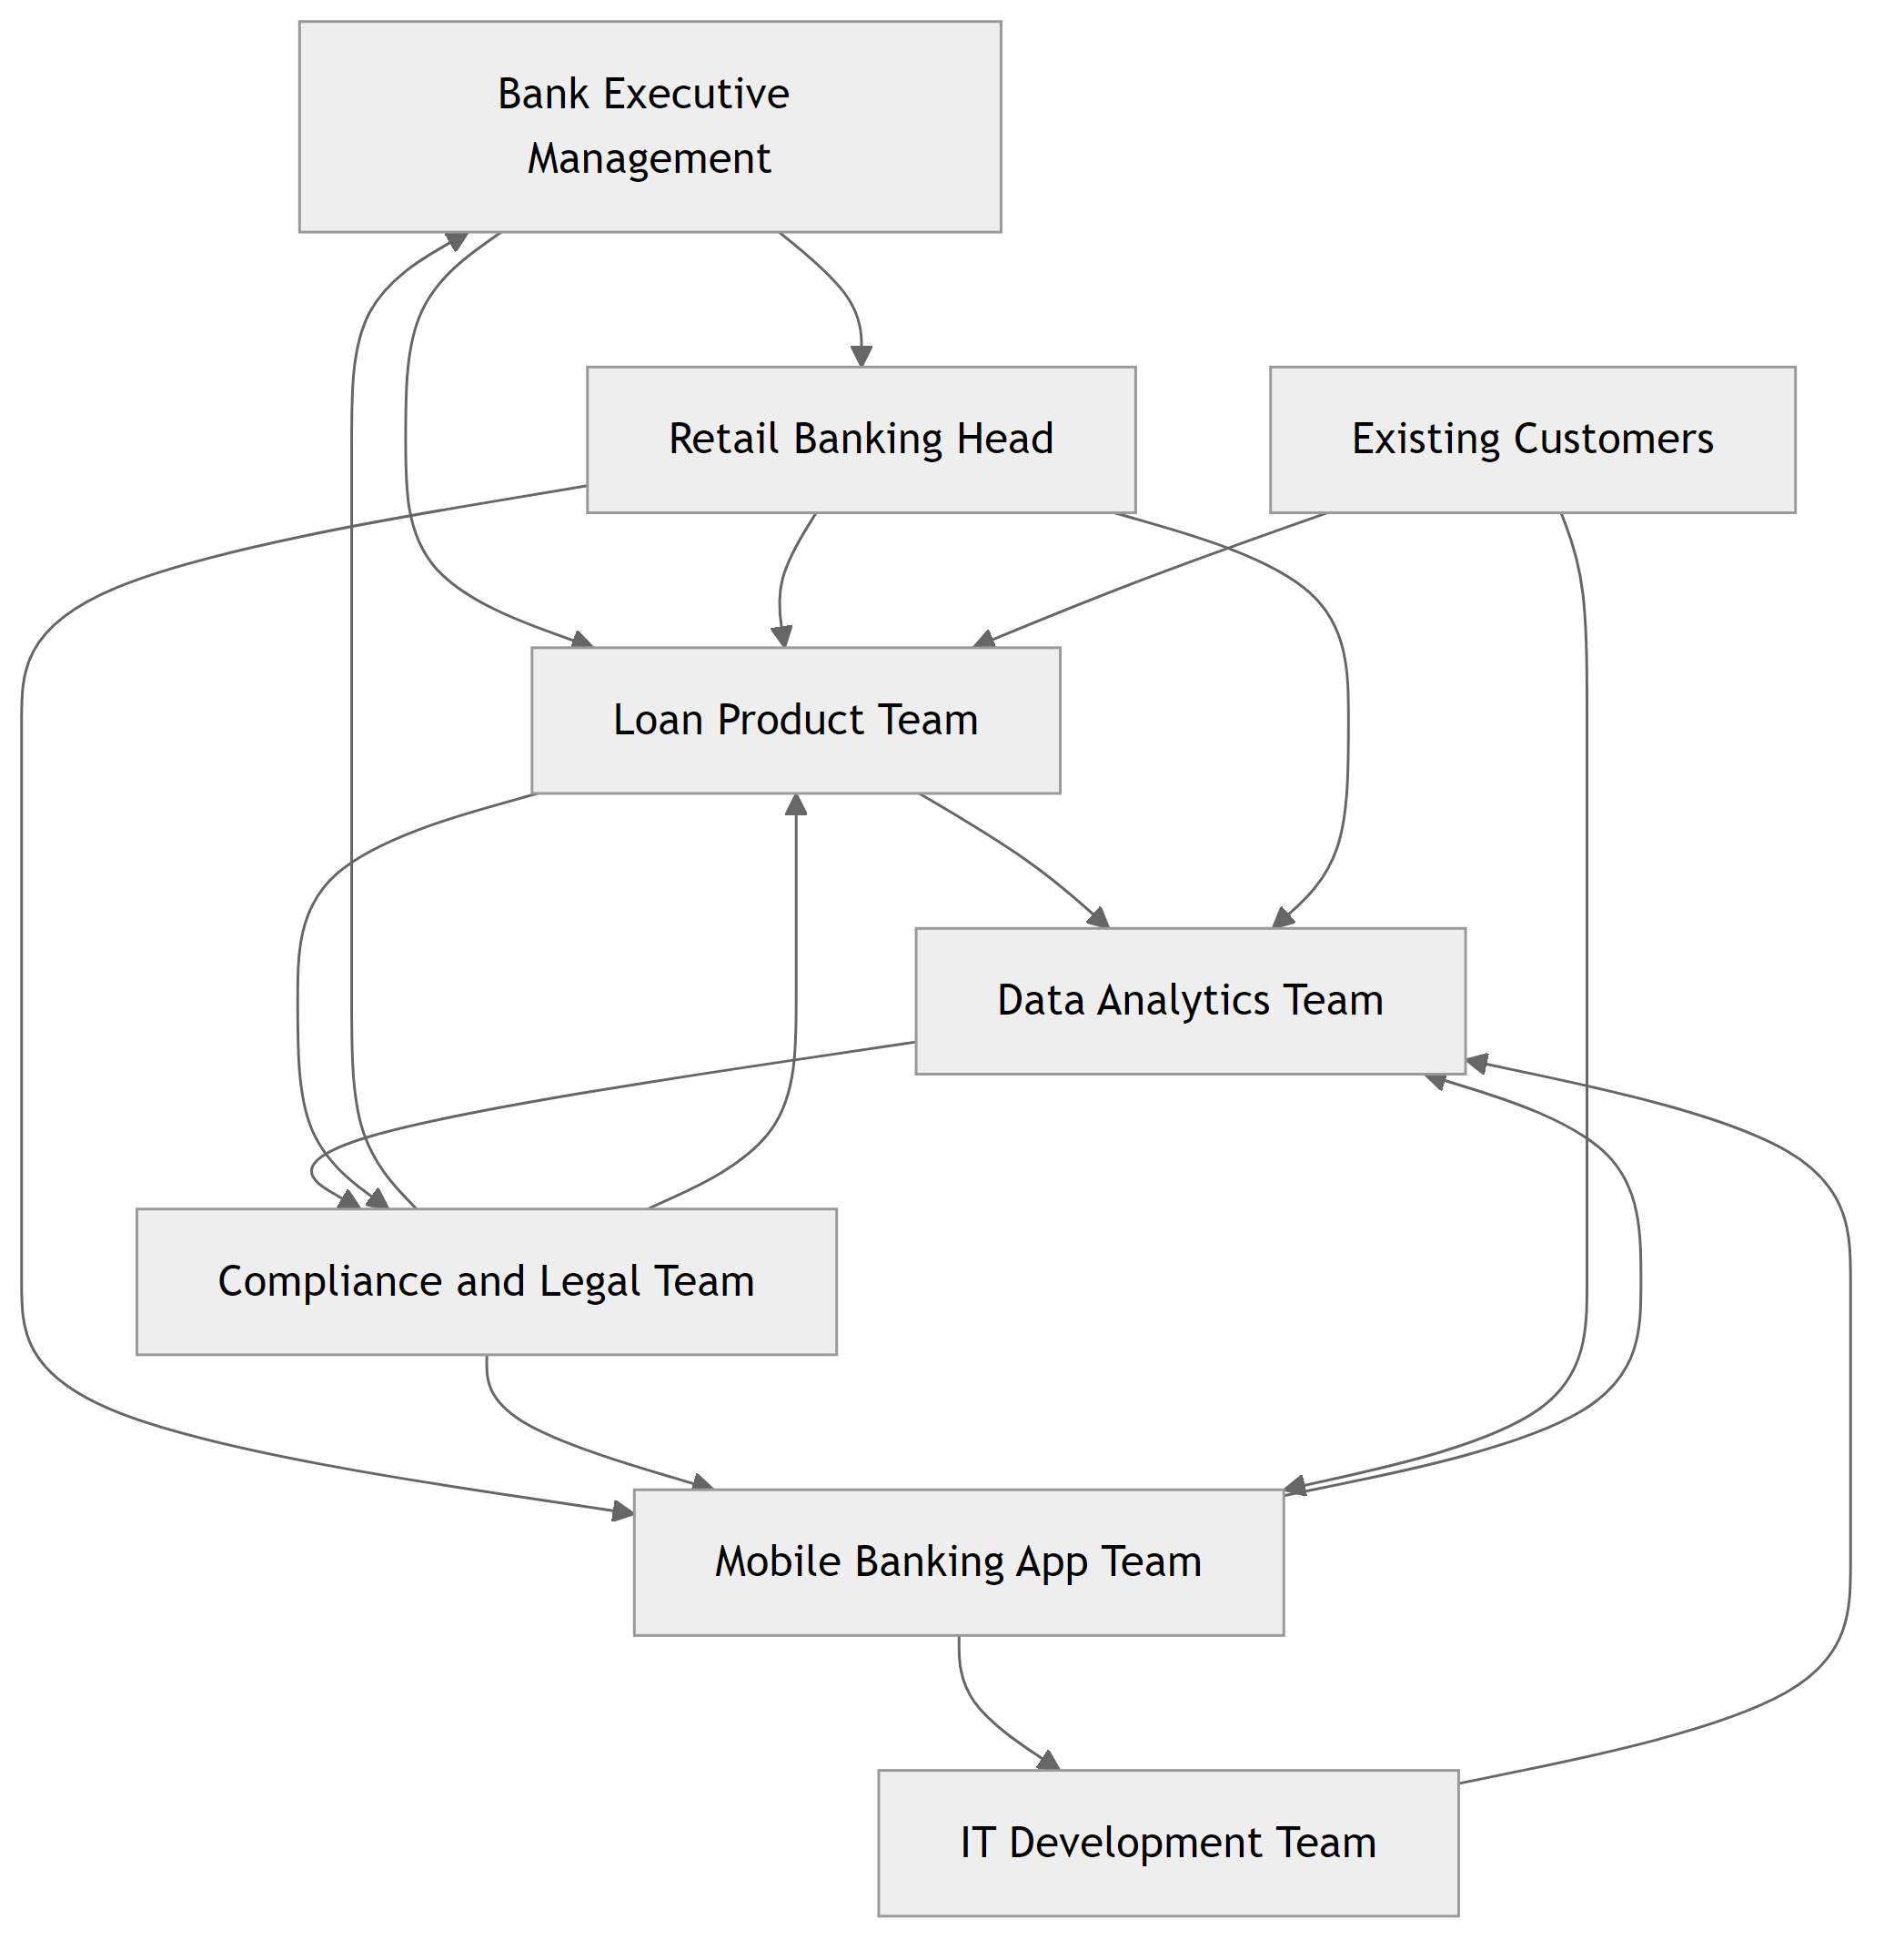 Bank Executive
Management
Retail Banking Head
Existing Customers
Loan Product Team
Data Analytics Team
Compliance and Legal Team
Mobile Banking App Team
IT Development Team